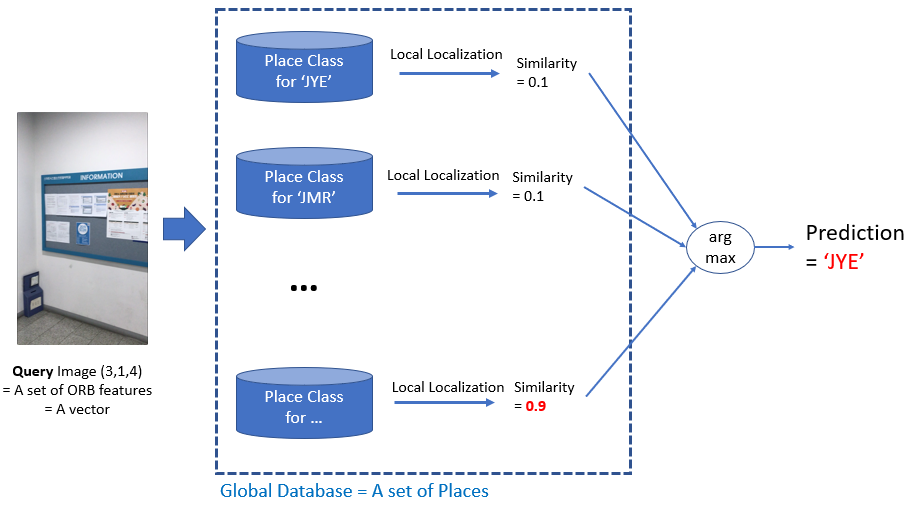 Place Class
for ‘JYE’
Local Localization
Similarity
= 0.1
Place Class
for ‘JMR’
Local Localization
Similarity
= 0.1
INFORMATION
arg
max
Prediction
= ‘JYE’
...
Query Image (3,1,4)
= A set of ORB features
= A vector
Place Class
for ...
Local Localization
Similarity
= 0.9
Global Database = A set of Places